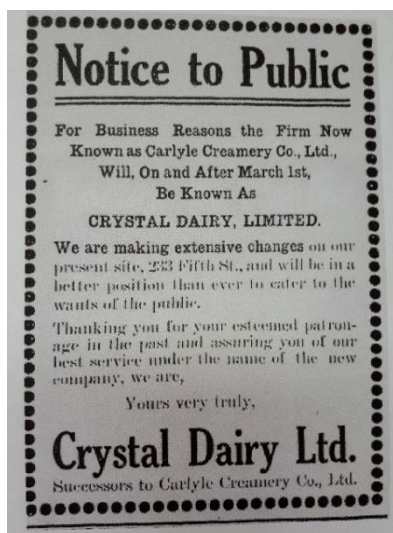 Notice to Public
For Business Reasons the Firm Now
Known as Carlyle Creamery Co., Ltd.,
Will, On and After March 1st,
Be Known As
CRYSTAL DAIRY, LIMITED.
We are making extensive changes on our
present site, 233 Fifth St., and will be in a
better position than ever to cater to the
wants of the public.
Thanking you for your esteemed patron-
age in the past and assuring you of our
best service under the name of the new
company, we are,
Yours very truly,
Crystal Dairy Ltd.
Successors to Carlyle Creamery Co., Ltd.